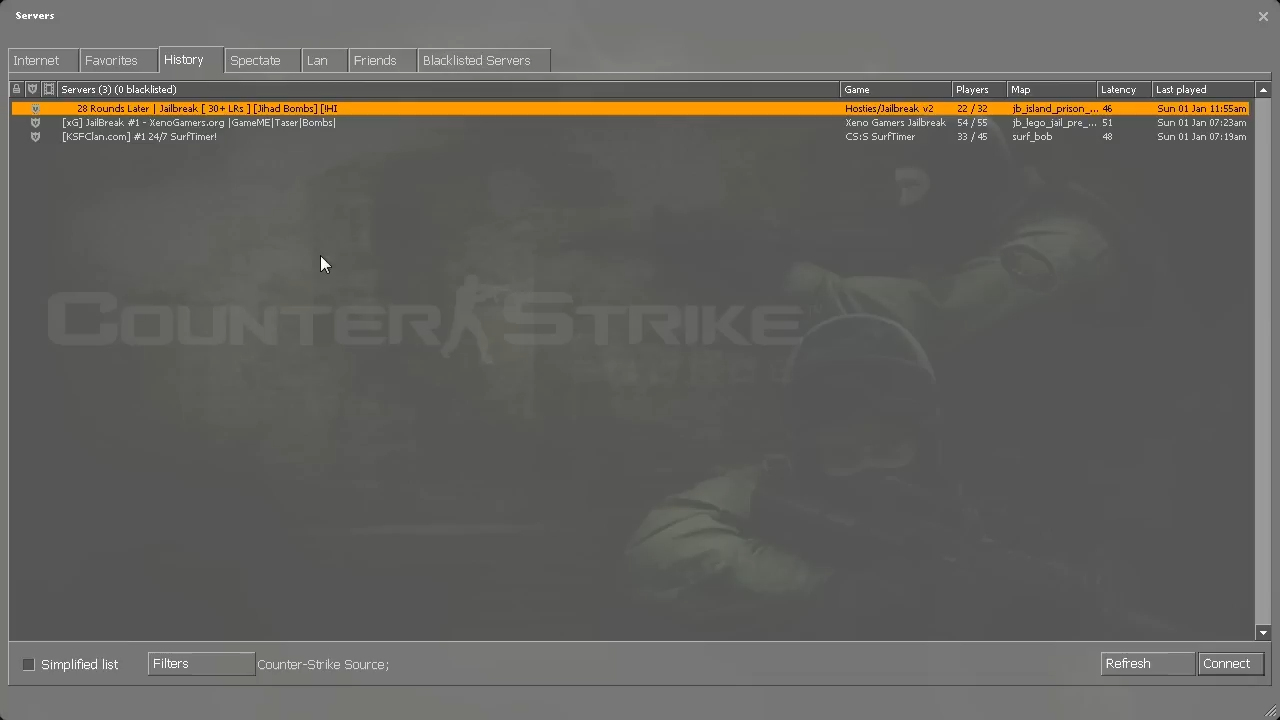 Servers
Internet Favorites History Spectate Lan Friends Blacklisted Servers
Servers (3) (0 blacklisted) Game Players Map Latency Last played
28 Rounds Later | Jailbreak [ 30+ LRs ] [Jihad Bombs] [!HI Hosties/Jailbreak v2 22 / 32 jb_island_prison_... 46 Sun 01 Jan 11:55am
[xG] JailBreak #1 - XenoGamers.org |GameME|Taser|Bombs| Xeno Gamers Jailbreak 54 / 55 jb_lego_jail_pre_... 51 Sun 01 Jan 07:23am
[KSFClan.com] #1 24/7 SurfTimer! CS:S SurfTimer 33 / 45 surf_bob 48 Sun 01 Jan 07:19am
COUNTER STRIKE
Simplified list Filters Counter-Strike Source; Refresh Connect